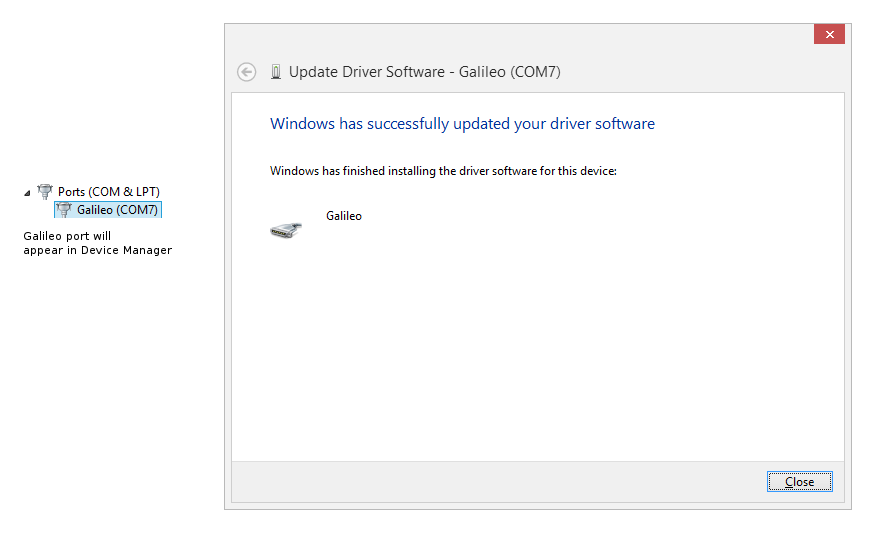 Ports (COM & LPT)
Galileo (COM7)
Galileo port will
appear in Device Manager
Update Driver Software - Galileo (COM7)
Windows has successfully updated your driver software
Windows has finished installing the driver software for this device:
Galileo
Close